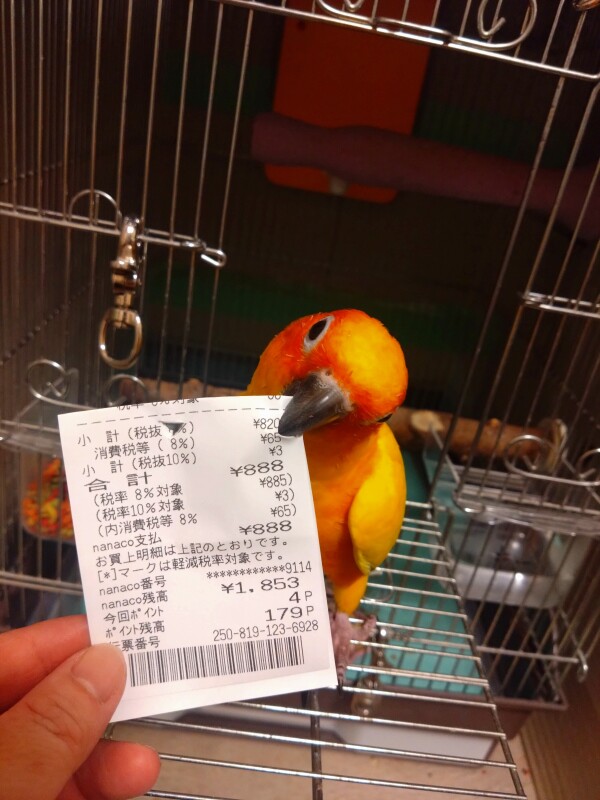 小 計(税抜 8%) ¥820
消費税等( 8%) ¥65
小 計(税抜10%) ¥3
合 計 ¥888
(税率 8%対象 ¥885)
(税率10%対象 ¥3)
(内消費税等 8% ¥65)
nanaco支払 ¥888
お買上明細は上記のとおりです。
[*]マークは軽減税率対象です。
nanaco番号 ************9114
nanaco残高 ¥1,853
今回ポイント 4P
ポイント残高 179P
伝票番号 250-819-123-6928